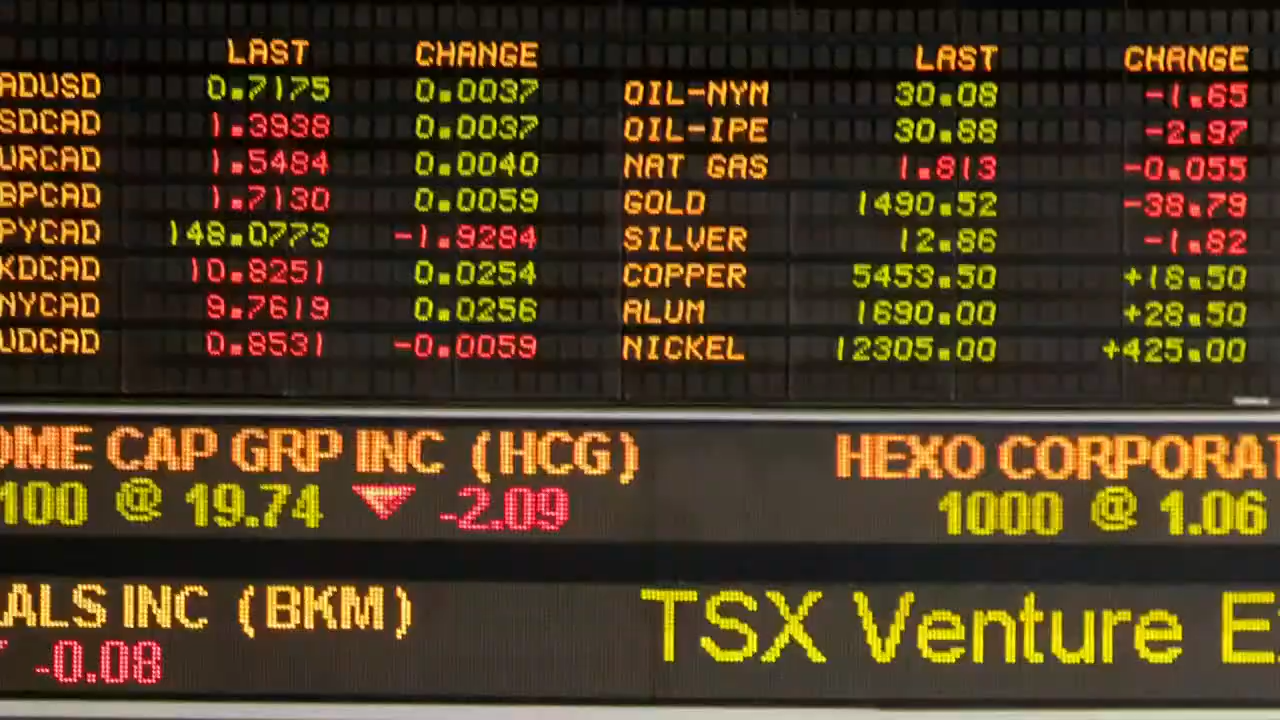 LAST CHANGE LAST CHANGE
ADUSD 0.7175 0.0037 OIL-NYM 30.08 -1.65
SDCAD 1.3938 0.0037 OIL-IPE 30.68 -2.97
URCAD 1.5484 0.0040 NAT GAS 1.813 -0.055
BPCAD 1.7130 0.0059 GOLD 1490.52 -38.79
PYCAD 148.0773 -1.9284 SILVER 12.86 -1.82
KDCAD 10.8251 0.0254 COPPER 5453.50 +18.50
NYCAD 9.7619 0.0256 ALUM 1690.00 +28.50
UDCAD 0.8531 -0.0059 NICKEL 12305.00 +425.00
OME CAP GRP INC (HCG) HEXO CORPORAT
100 @ 19.74 ▼ -2.09 1000 @ 1.06
ALS INC (BKM) TSX Venture E
-0.08